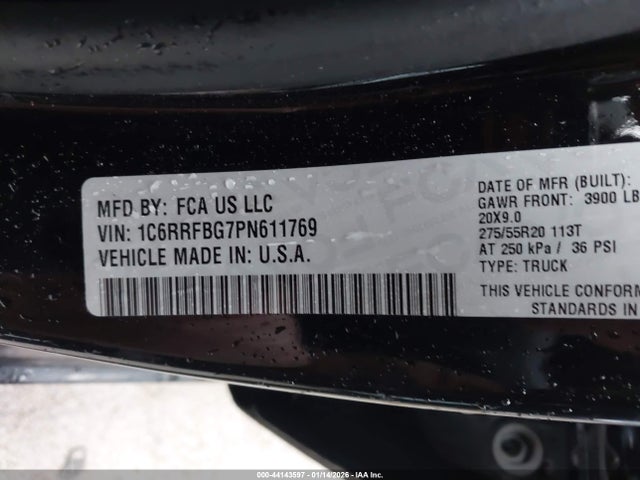 MFD BY: FCA US LLC
VIN: 1C6RRFBG7PN611769
VEHICLE MADE IN: U.S.A.
DATE OF MFR (BUILT):
GAWR FRONT: 3900 LB
20X9.0
275/55R20 113T
AT 250 kPa / 36 PSI
TYPE: TRUCK
THIS VEHICLE CONFORM
STANDARDS IN
000-44143597 - 01/14/2026 - © IAA Inc.